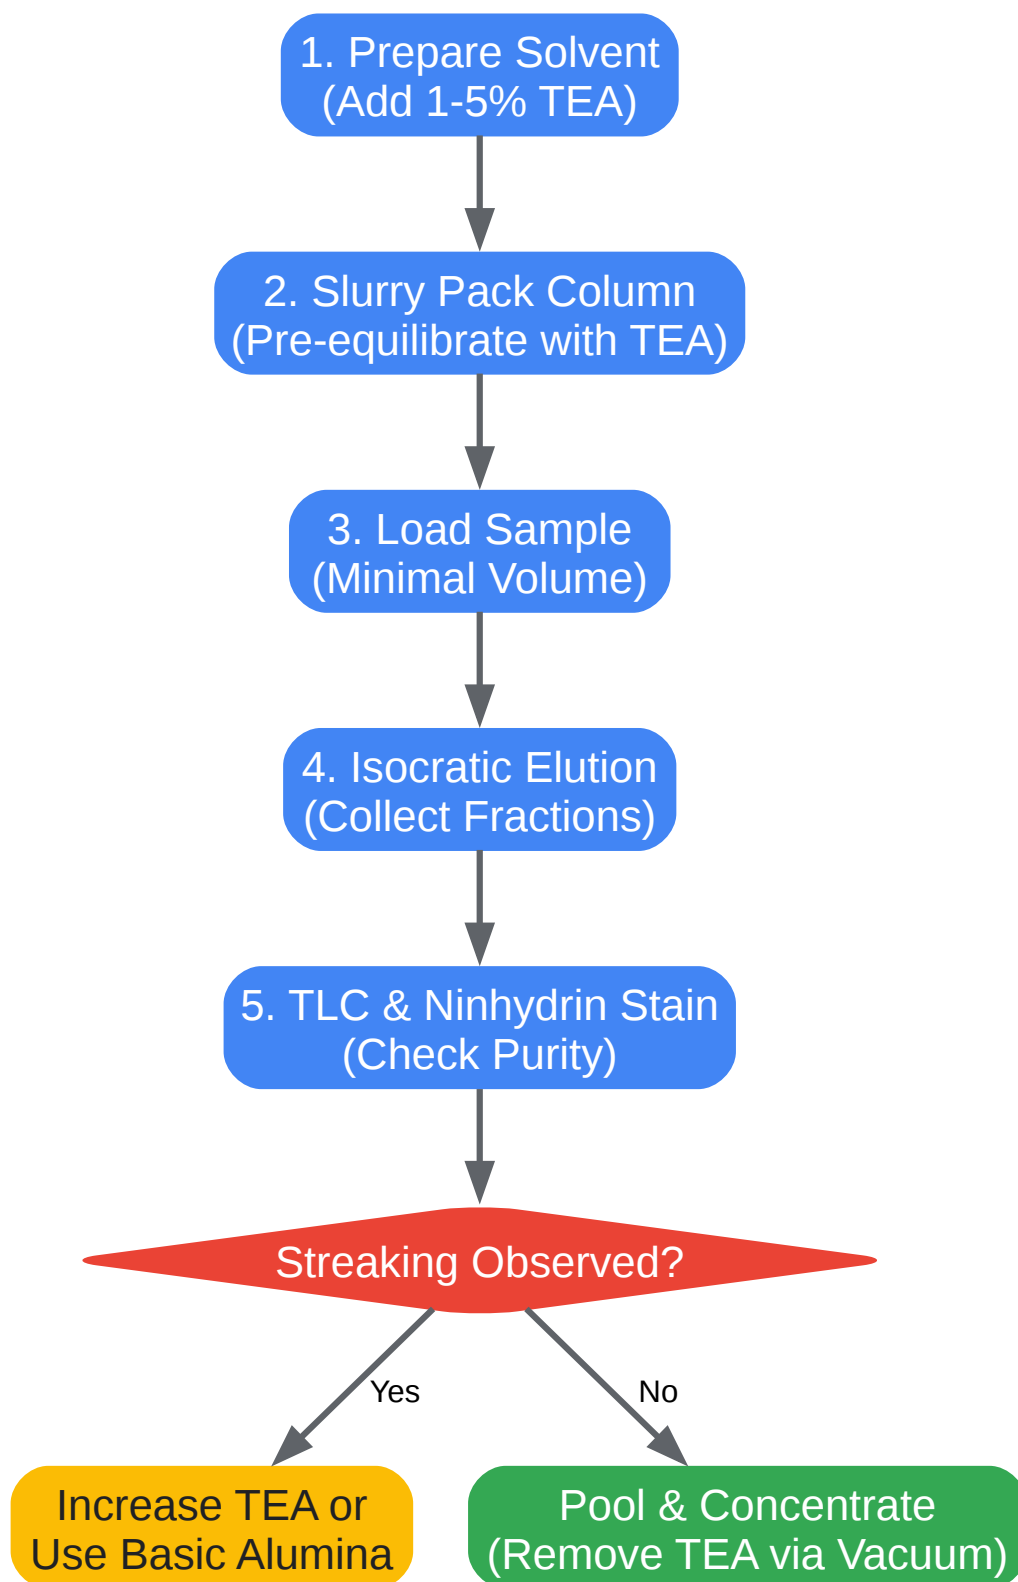 1. Prepare Solvent
(Add 1-5% TEA)
2. Slurry Pack Column
(Pre-equilibrate with TEA)
3. Load Sample
(Minimal Volume)
4. Isocratic Elution
(Collect Fractions)
5. TLC & Ninhydrin Stain
(Check Purity)
Streaking Observed?
Yes
No
Increase TEA or
Use Basic Alumina
Pool & Concentrate
(Remove TEA via Vacuum)